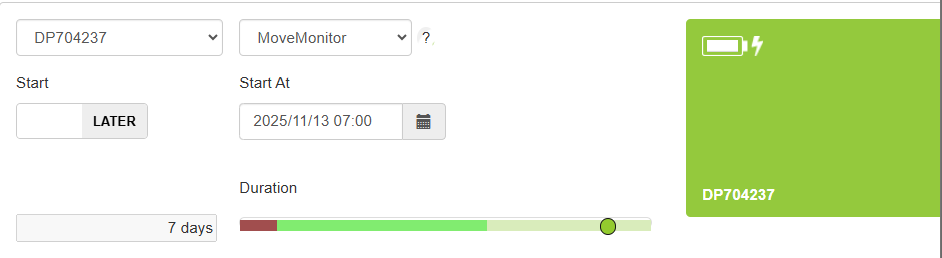 DP704237
MoveMonitor
?
Start
Start At
LATER
2025/11/13 07:00
Duration
7 days
DP704237